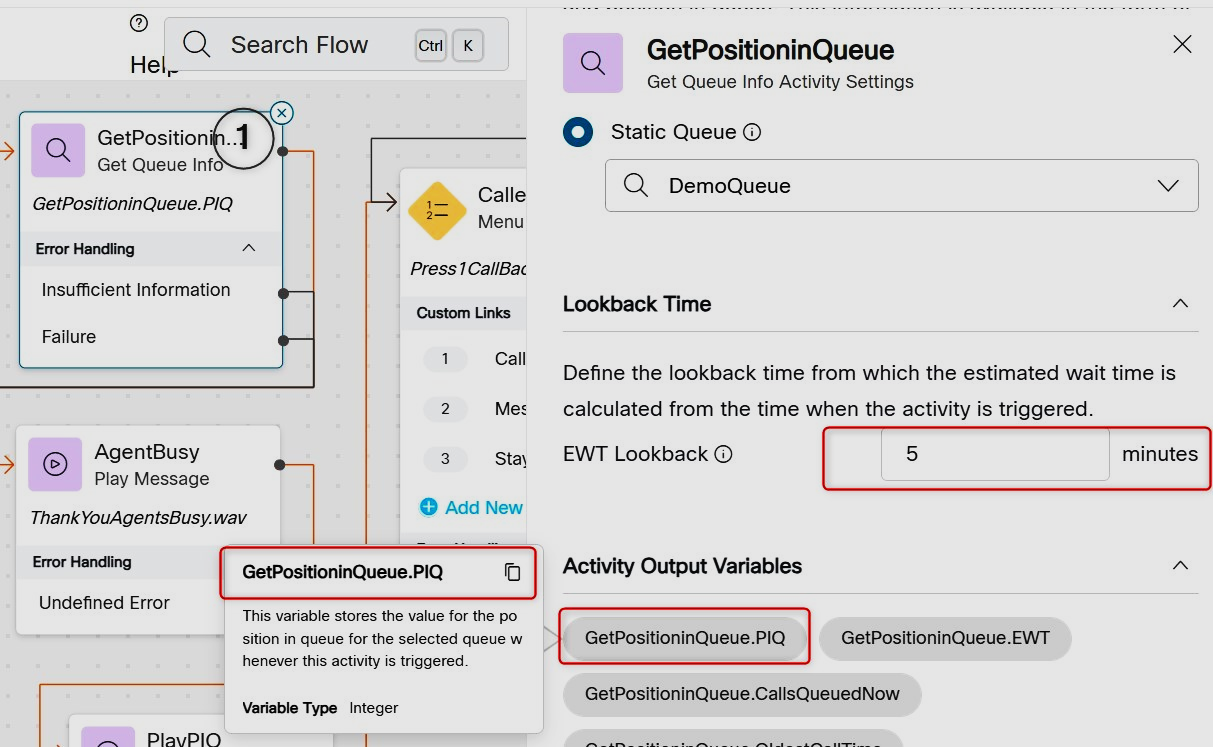 Help
Search Flow
Ctrl
K
GetPositionin...
1
Get Queue Info
GetPositioninQueue.PIQ
Error Handling
Insufficient Information
Failure
Calle
1
2
Menu
Press1CallBac
Custom Links
1
Call
2
Mes
3
Stay
Add New
AgentBusy
Play Message
ThankYouAgentsBusy.wav
Error Handling
Undefined Error
GetPositioninQueue.PIQ
This variable stores the value for the po
sition in queue for the selected queue w
henever this activity is triggered.
Variable Type Integer
PlayPIQ
GetPositioninQueue
Get Queue Info Activity Settings
Static Queue
DemoQueue
Lookback Time
Define the lookback time from which the estimated wait time is
calculated from the time when the activity is triggered.
EWT Lookback
5
minutes
Activity Output Variables
GetPositioninQueue.PIQ
GetPositioninQueue.EWT
GetPositioninQueue.CallsQueuedNow
GetPositioninQueue.OldestCallTime